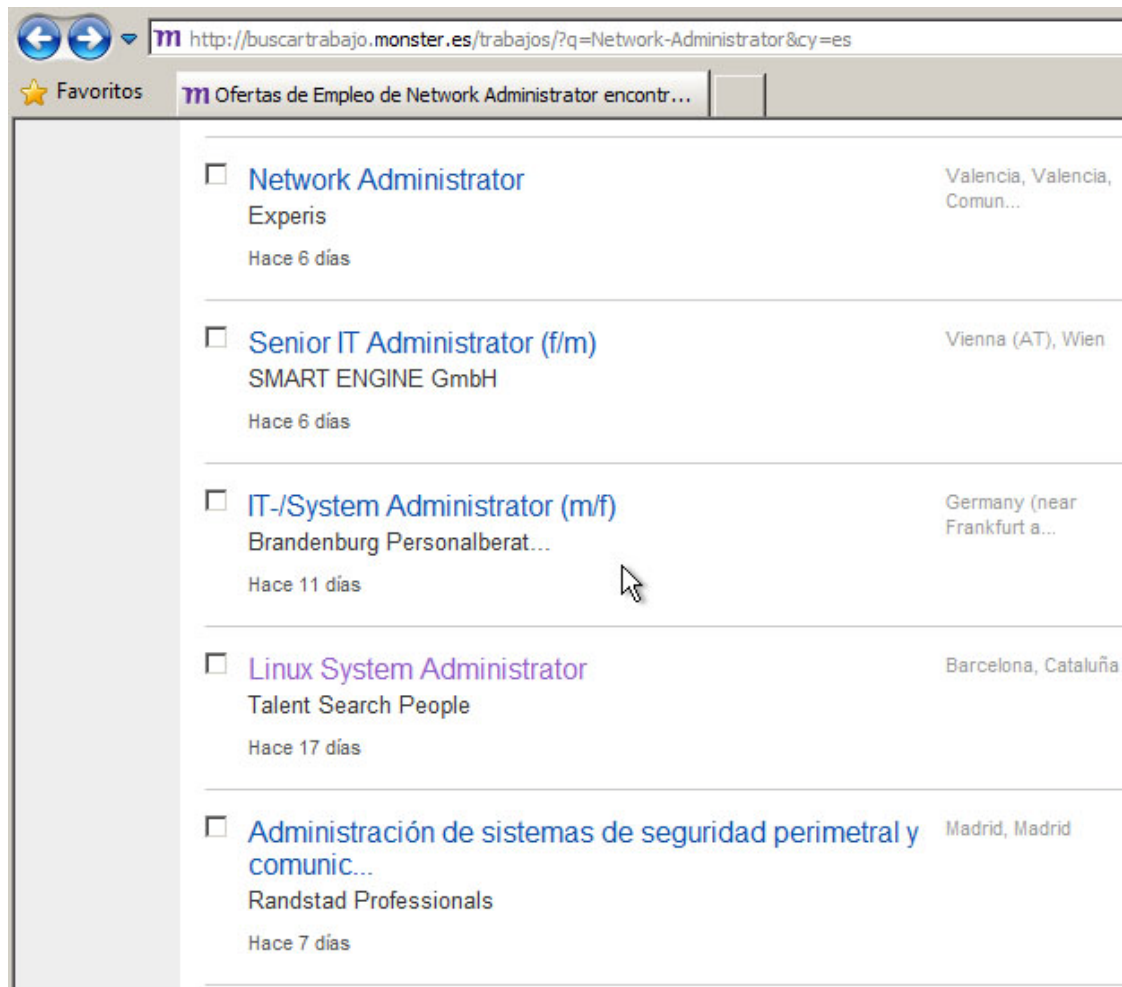 m http://buscartrabajo.monster.es/trabajos/?q=Network-Administrator&cy=es
Favoritos
m Ofertas de Empleo de Network Administrator encontr...
Network Administrator
Valencia, Valencia,
Comun...
Experis
Hace 6 días
Senior IT Administrator (f/m)
Vienna (AT), Wien
SMART ENGINE GmbH
Hace 6 días
IT-/System Administrator (m/f)
Germany (near
Frankfurt a...
Brandenburg Personalberat...
Hace 11 días
Linux System Administrator
Barcelona, Cataluña
Talent Search People
Hace 17 días
Administración de sistemas de seguridad perimetral y
comunic...
Madrid, Madrid
Randstad Professionals
Hace 7 días